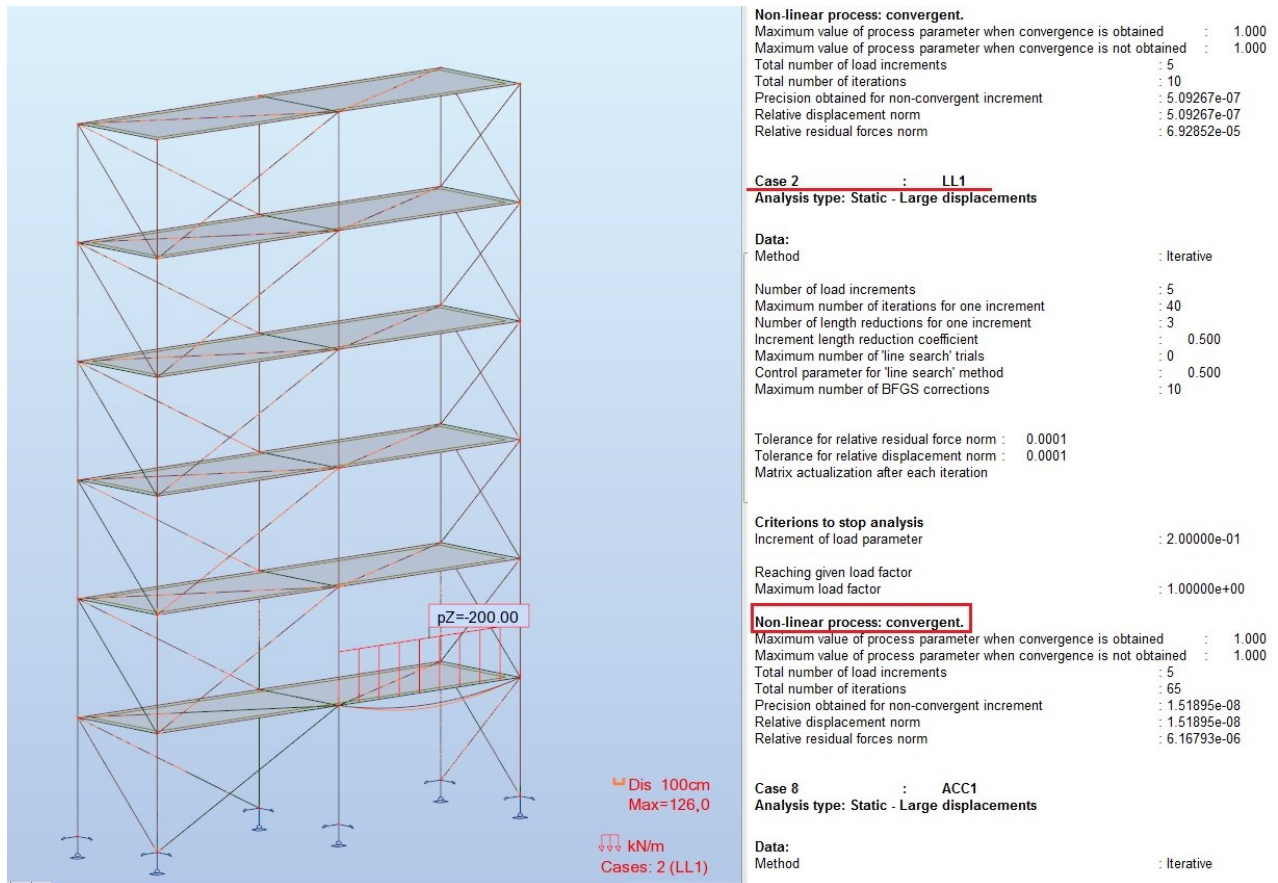 pZ=-200.00
Dis 100cm
Max=126,0
kN/m
Cases: 2 (LL1)
Non-linear process: convergent.
Maximum value of process parameter when convergence is obtained : 1.000
Maximum value of process parameter when convergence is not obtained : 1.000
Total number of load increments : 5
Total number of iterations : 10
Precision obtained for non-convergent increment : 5.09267e-07
Relative displacement norm : 5.09267e-07
Relative residual forces norm : 6.92852e-05
Case 2 : LL1
Analysis type: Static - Large displacements
Data:
Method : Iterative
Number of load increments : 5
Maximum number of iterations for one increment : 40
Number of length reductions for one increment : 3
Increment length reduction coefficient : 0.500
Maximum number of 'line search' trials : 0
Control parameter for 'line search' method : 0.500
Maximum number of BFGS corrections : 10
Tolerance for relative residual force norm : 0.0001
Tolerance for relative displacement norm : 0.0001
Matrix actualization after each iteration
Criterions to stop analysis
Increment of load parameter : 2.00000e-01
Reaching given load factor
Maximum load factor : 1.00000e+00
Non-linear process: convergent.
Maximum value of process parameter when convergence is obtained : 1.000
Maximum value of process parameter when convergence is not obtained : 1.000
Total number of load increments : 5
Total number of iterations : 65
Precision obtained for non-convergent increment : 1.51895e-08
Relative displacement norm : 1.51895e-08
Relative residual forces norm : 6.16793e-06
Case 8 : ACC1
Analysis type: Static - Large displacements
Data:
Method : Iterative